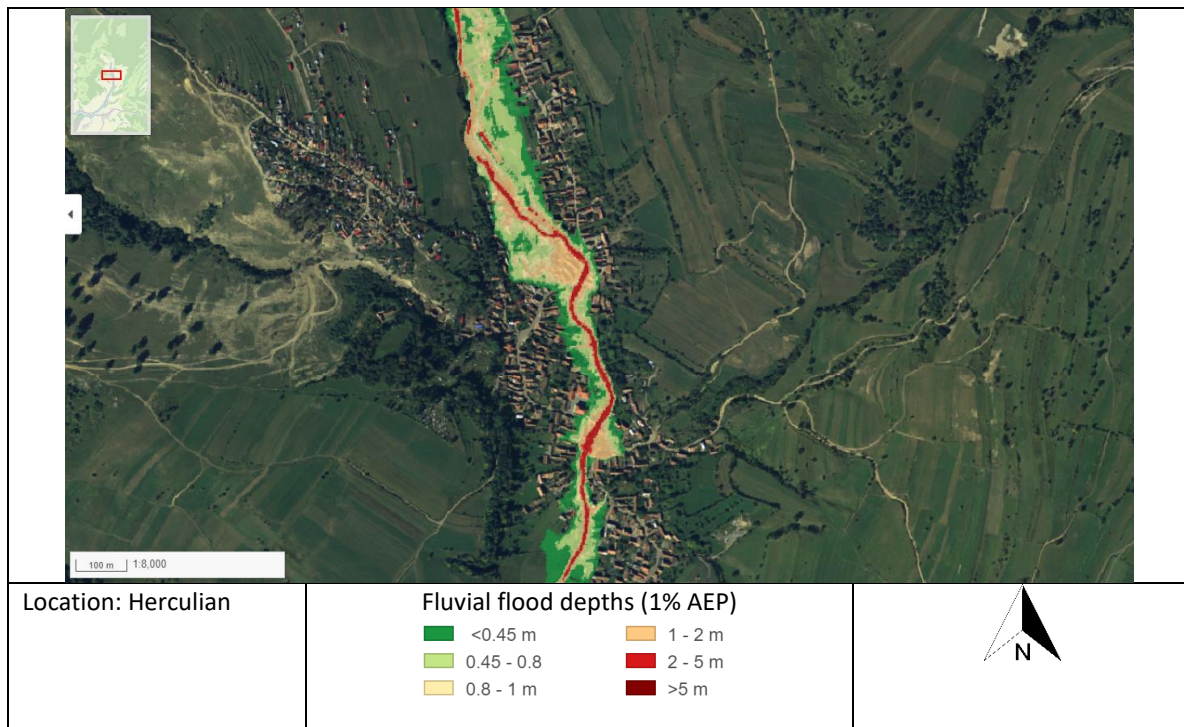 100 m 1:8,000
Location: Herculian
Fluvial flood depths (1% AEP)
<0.45 m
1 - 2 m
0.45 - 0.8
2 - 5 m
0.8 - 1 m
>5 m
N